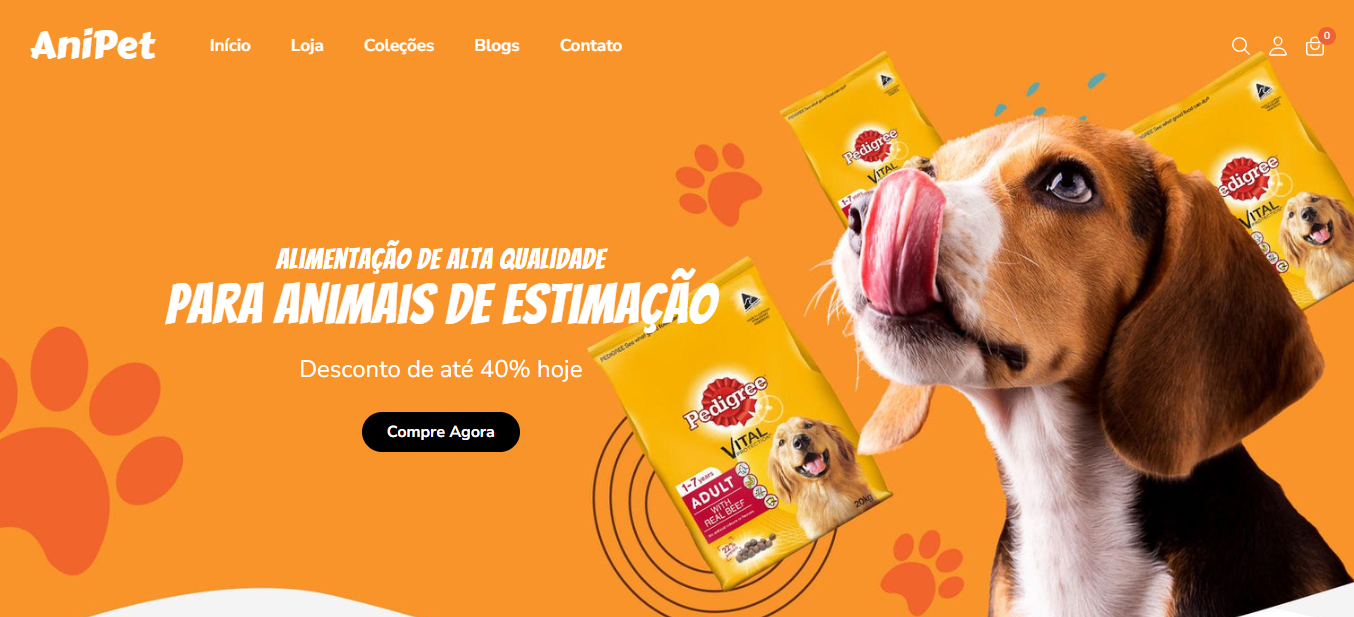 AniPet
Início
Loja
Coleções
Blogs
Contato
0
ALIMENTAÇÃO DE ALTA QUALIDADE
PARA ANIMAIS DE ESTIMAÇÃO
Desconto de até 40% hoje
Compre Agora
Pedigree
VITAL
Pedigree
VITAL
Pedigree
VITAL
PROTECTION
1-7 years
ADULT
WITH
REAL BEEF
20kg